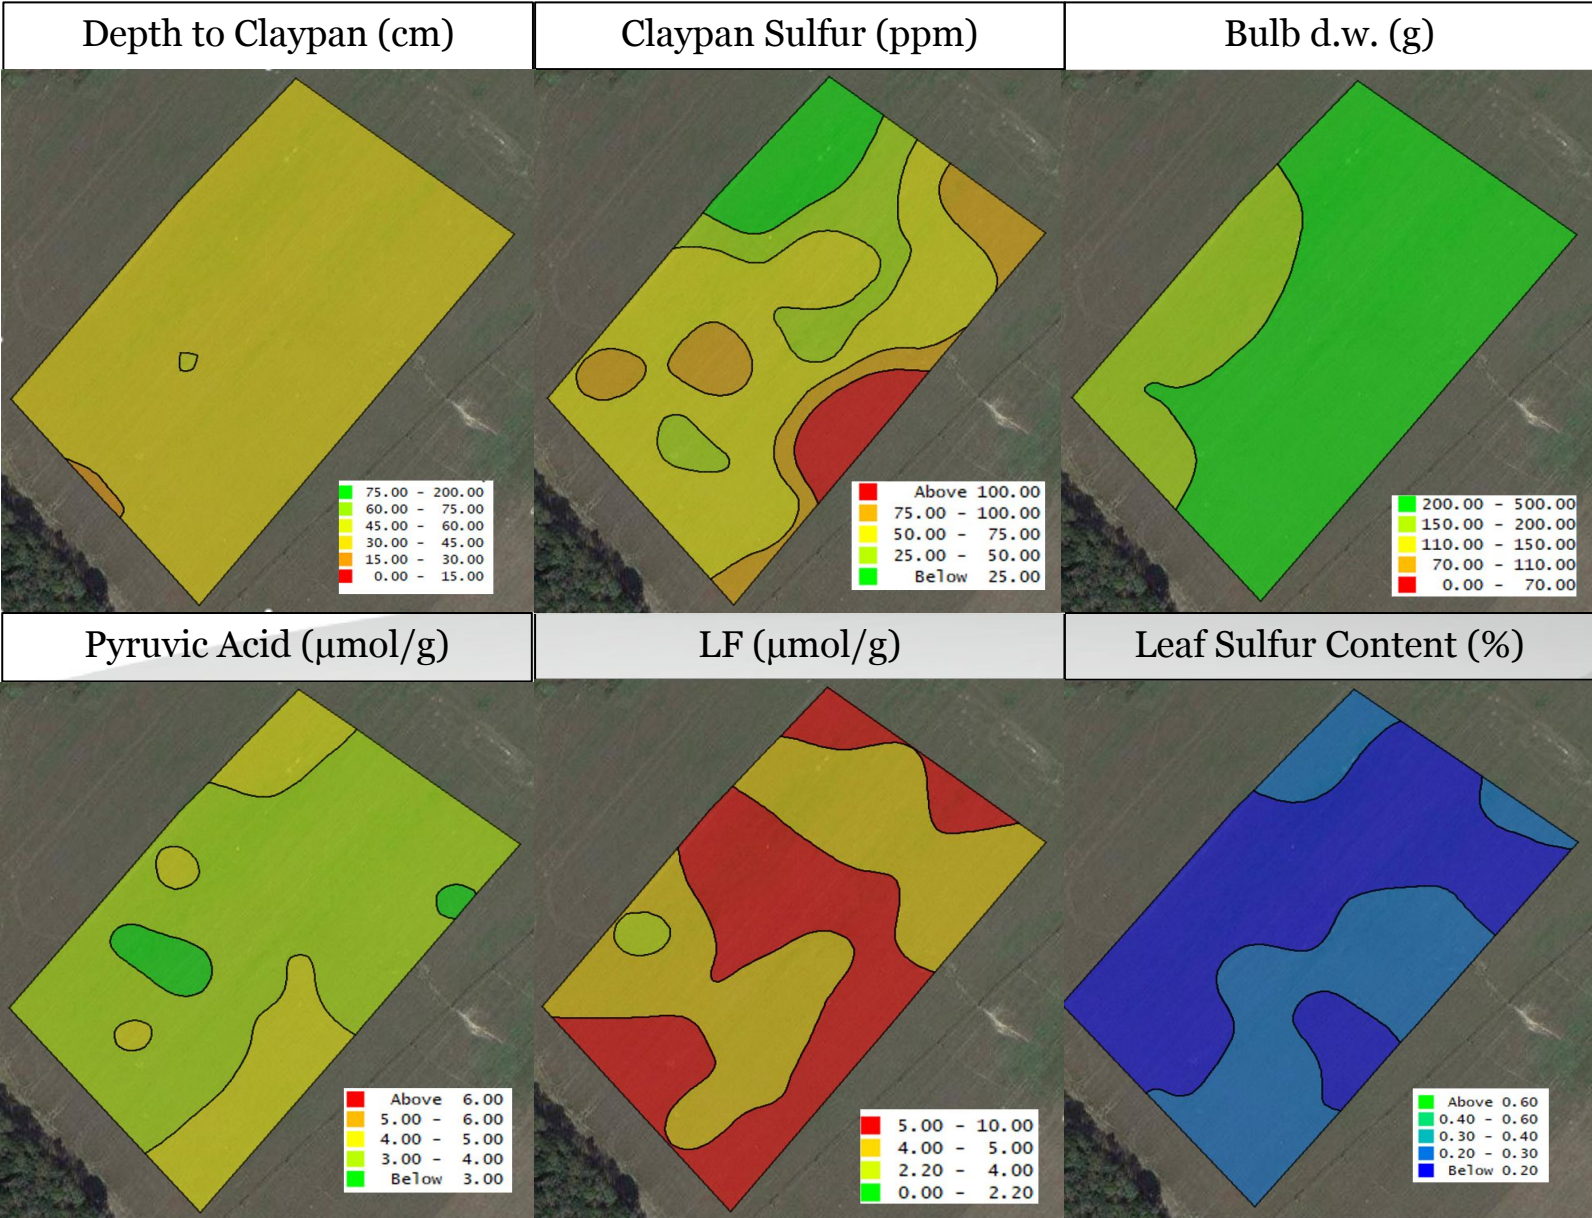 Depth to Claypan (cm)
Claypan Sulfur (ppm)
Bulb d.w. (g)
75.00 - 200.00
60.00 - 75.00
45.00 - 60.00
30.00 - 45.00
15.00 - 30.00
0.00 - 15.00
Above 100.00
75.00 - 100.00
50.00 - 75.00
25.00 - 50.00
Below 25.00
200.00 - 500.00
150.00 - 200.00
110.00 - 150.00
70.00 - 110.00
0.00 - 70.00
Pyruvic Acid (µmol/g)
LF (µmol/g)
Leaf Sulfur Content (%)
Above 6.00
5.00 - 6.00
4.00 - 5.00
3.00 - 4.00
Below 3.00
5.00 - 10.00
4.00 - 5.00
2.20 - 4.00
0.00 - 2.20
Above 0.60
0.40 - 0.60
0.30 - 0.40
0.20 - 0.30
Below 0.20